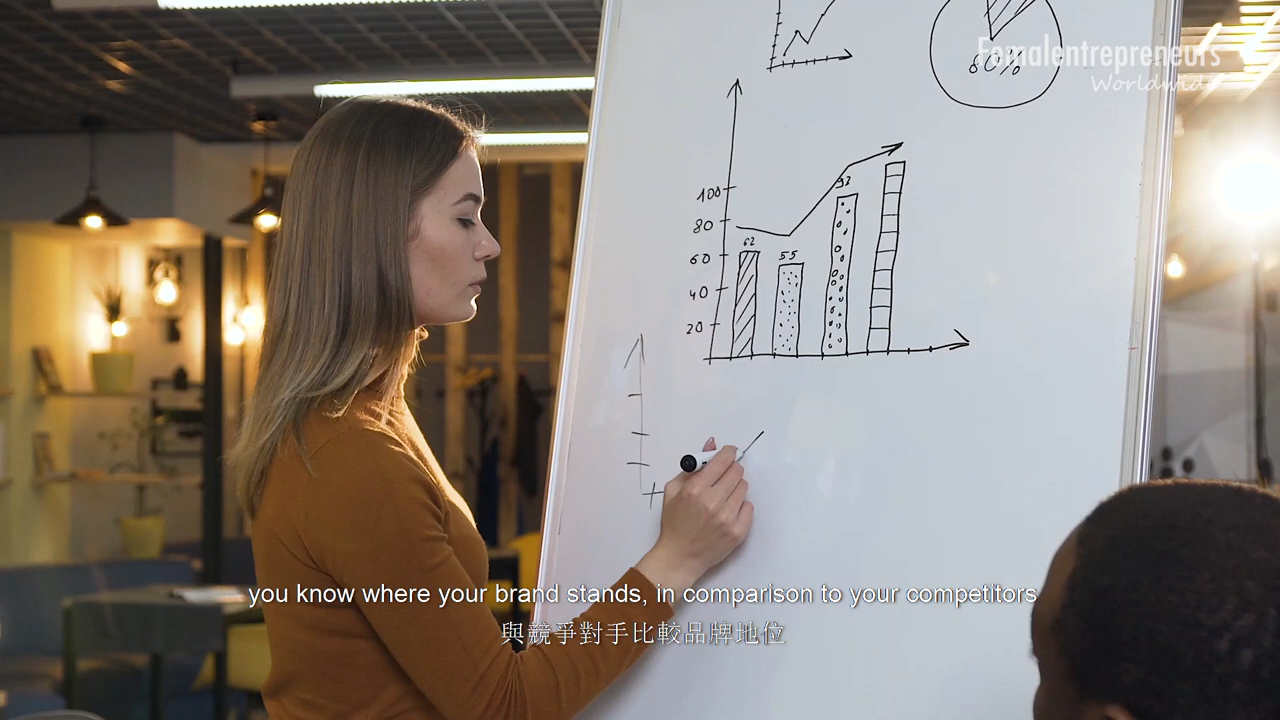 Femalentrepreneurs
Worldwide
80%
100
80
60
40
20
62
55
93
you know where your brand stands, in comparison to your competitors
與競爭對手比較品牌地位